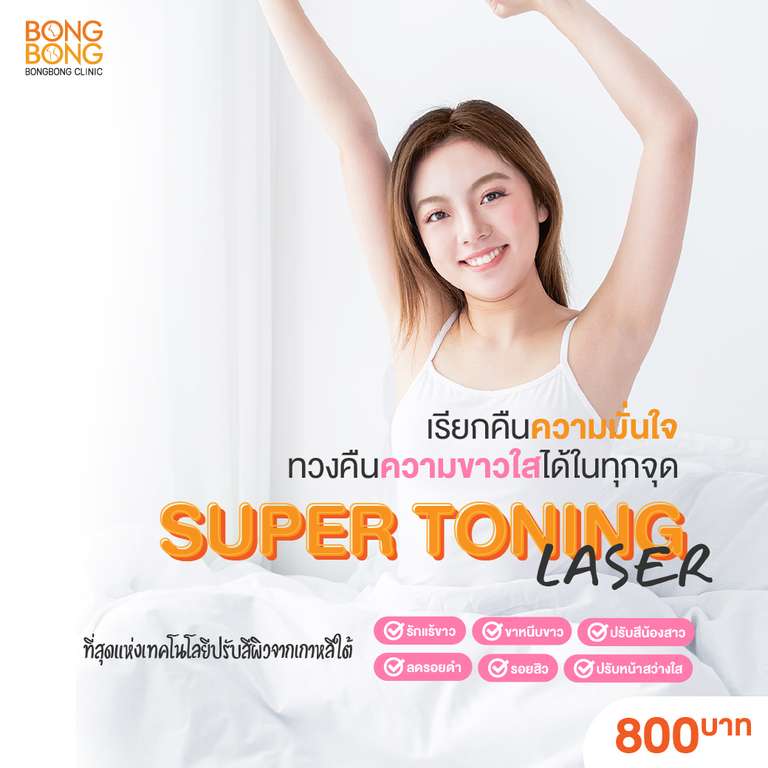 BONG
BONG
BONGBONG CLINIC
เรียกคืนความมั่นใจ
ทวงคืนความขาวใสได้ในทุกจุด
SUPER TONING
LASER
ที่สุดแห่งเทคโนโลยีปรับสีผิวจากเกาหลีใต้
รักแร้ขาว ขาหนีบขาว ปรับสีน้องสาว
ลดรอยดำ รอยสิว ปรับหน้าสว่างใส
800บาท